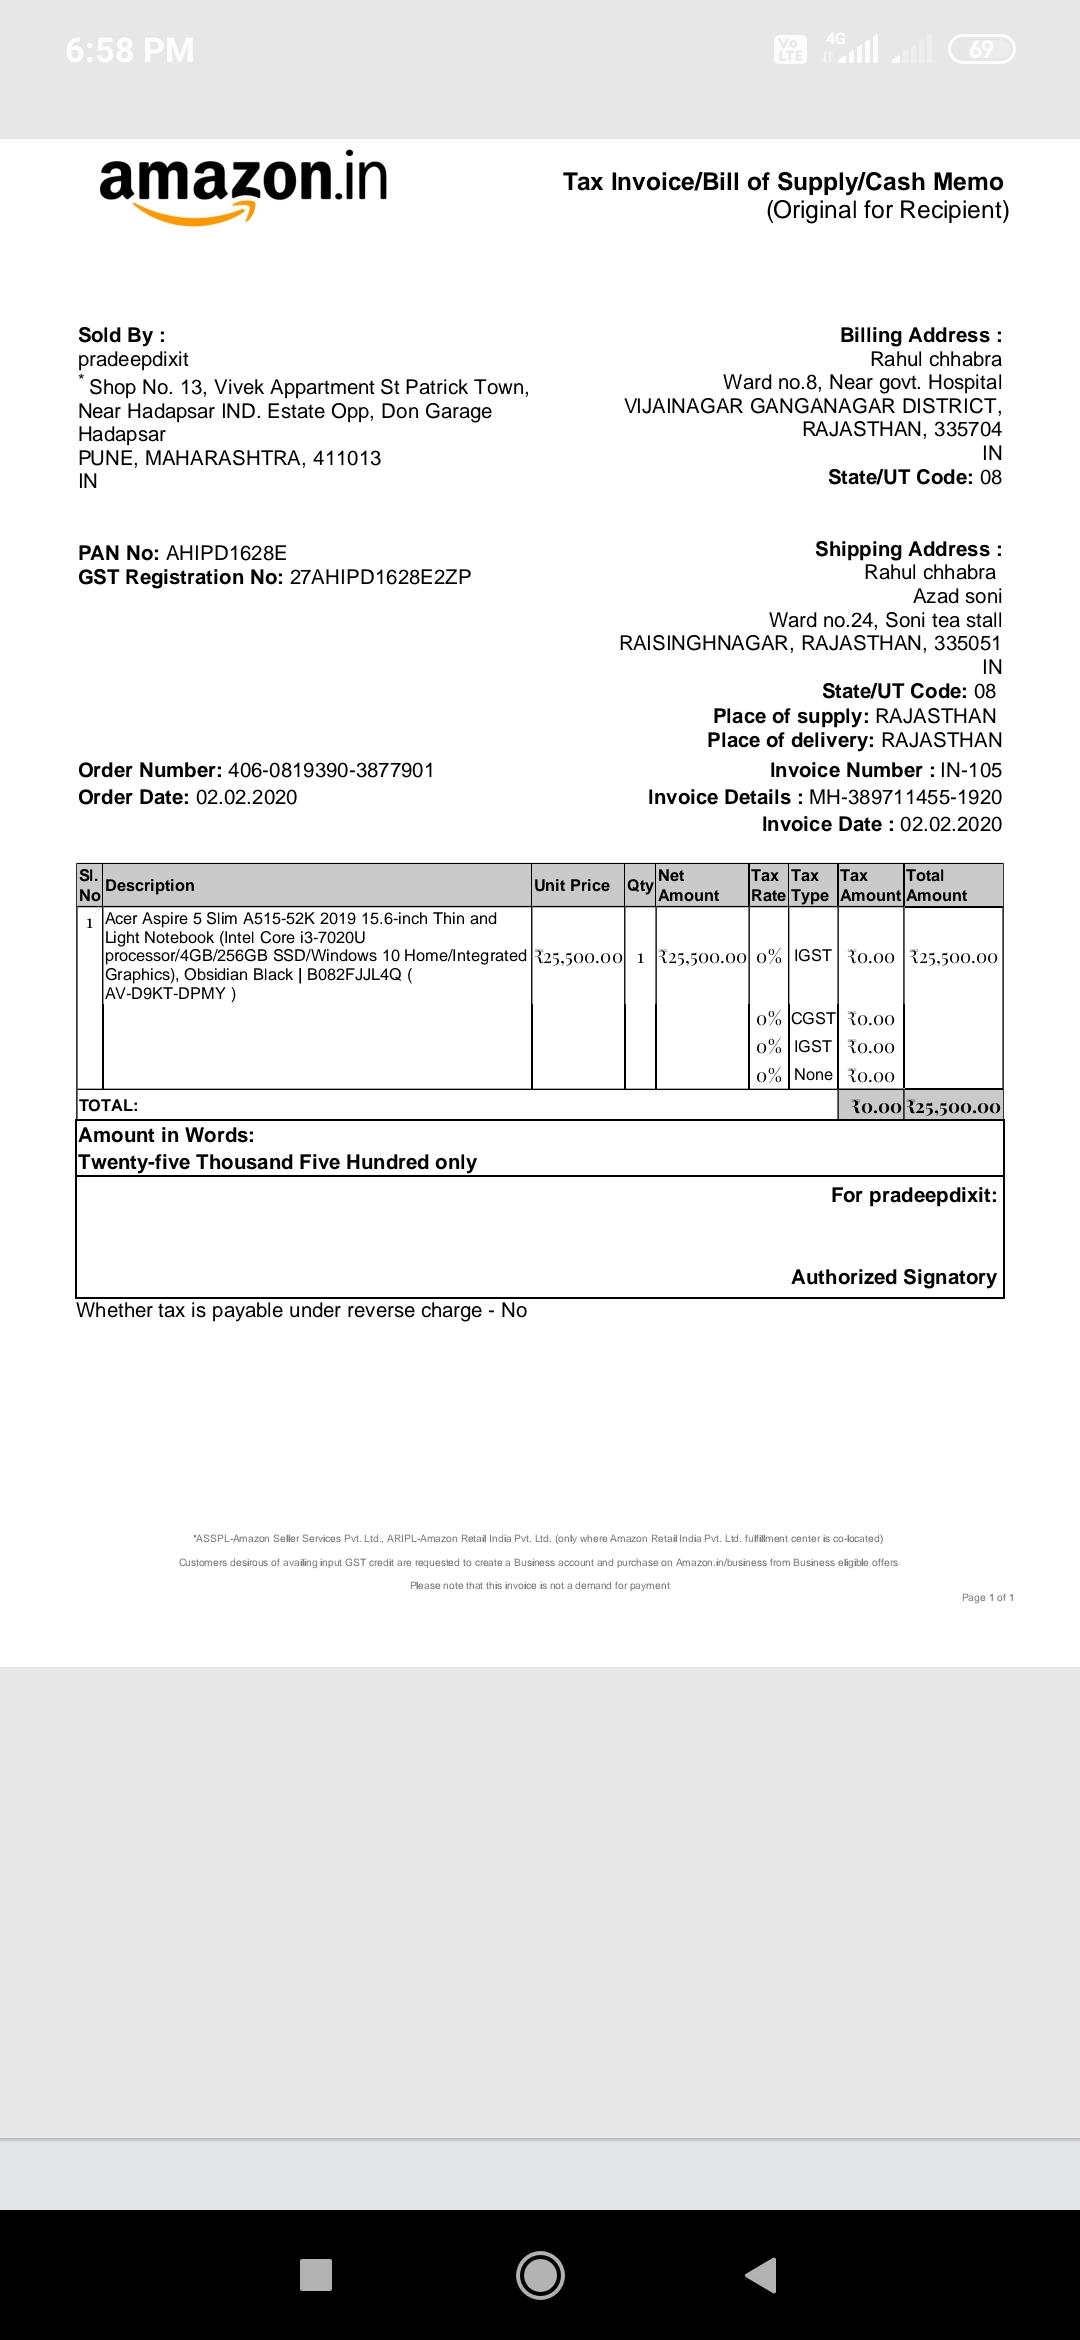 6:58 PM
Vo LTE 4G 69
amazon.in
Tax Invoice/Bill of Supply/Cash Memo
(Original for Recipient)
Sold By :
pradeepdixit
* Shop No. 13, Vivek Appartment St Patrick Town,
Near Hadapsar IND. Estate Opp, Don Garage
Hadapsar
PUNE, MAHARASHTRA, 411013
IN
Billing Address :
Rahul chhabra
Ward no.8, Near govt. Hospital
VIJAINAGAR GANGANAGAR DISTRICT,
RAJASTHAN, 335704
IN
State/UT Code: 08
PAN No: AHIPD1628E
GST Registration No: 27AHIPD1628E2ZP
Shipping Address :
Rahul chhabra
Azad soni
Ward no.24, Soni tea stall
RAISINGHNAGAR, RAJASTHAN, 335051
IN
State/UT Code: 08
Place of supply: RAJASTHAN
Place of delivery: RAJASTHAN
Order Number: 406-0819390-3877901
Order Date: 02.02.2020
Invoice Number : IN-105
Invoice Details : MH-389711455-1920
Invoice Date : 02.02.2020
Sl. No Description Unit Price Qty Net Amount Tax Rate Tax Type Tax Amount Total Amount
1 Acer Aspire 5 Slim A515-52K 2019 15.6-inch Thin and
Light Notebook (Intel Core i3-7020U
processor/4GB/256GB SSD/Windows 10 Home/Integrated
Graphics), Obsidian Black | B082FJJL4Q (
AV-D9KT-DPMY )
₹25,500.00 1 ₹25,500.00 0% IGST ₹0.00 ₹25,500.00
0% CGST ₹0.00
0% IGST ₹0.00
0% None ₹0.00
TOTAL: ₹0.00 ₹25,500.00
Amount in Words:
Twenty-five Thousand Five Hundred only
For pradeepdixit:
Authorized Signatory
Whether tax is payable under reverse charge - No
*ASSPL-Amazon Seller Services Pvt. Ltd., ARIPL-Amazon Retail India Pvt. Ltd. (only where Amazon Retail India Pvt. Ltd. fulfillment center is co-located)
Customers desirous of availing input GST credit are requested to create a Business account and purchase on Amazon.in/business from Business eligible offers
Please note that this invoice is not a demand for payment
Page 1 of 1